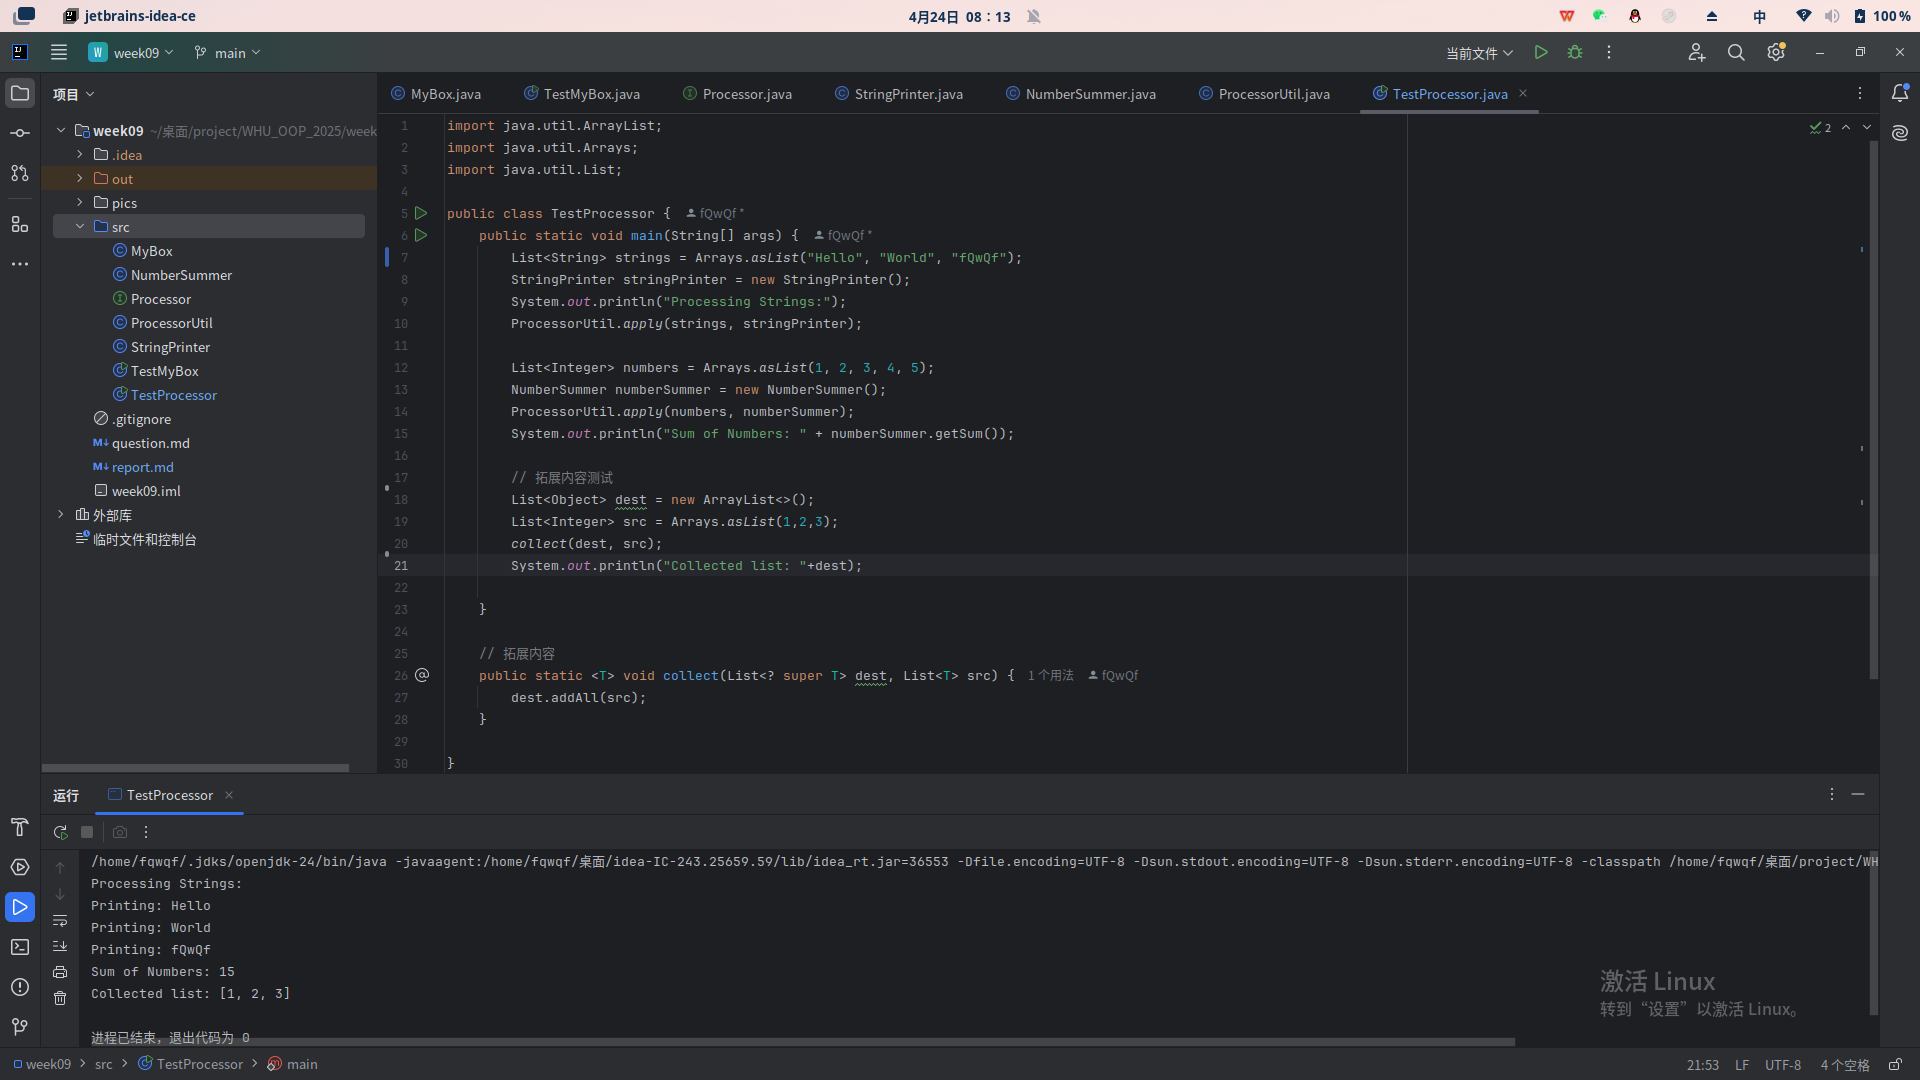 jetbrains-idea-ce
4月24日 08：13
中
100 %
W
week09
main
当前文件
项目
week09 ~/桌面/project/WHU_OOP_2025/week
.idea
out
pics
src
MyBox
NumberSummer
Processor
ProcessorUtil
StringPrinter
TestMyBox
TestProcessor
.gitignore
M↓ question.md
M↓ report.md
week09.iml
外部库
临时文件和控制台
MyBox.java
TestMyBox.java
Processor.java
StringPrinter.java
NumberSummer.java
ProcessorUtil.java
TestProcessor.java
2
1 import java.util.ArrayList;
2 import java.util.Arrays;
3 import java.util.List;
4
5 public class TestProcessor { fQwQf *
6 public static void main(String[] args) { fQwQf *
7 List<String> strings = Arrays.asList("Hello", "World", "fQwQf");
8 StringPrinter stringPrinter = new StringPrinter();
9 System.out.println("Processing Strings:");
10 ProcessorUtil.apply(strings, stringPrinter);
11
12 List<Integer> numbers = Arrays.asList(1, 2, 3, 4, 5);
13 NumberSummer numberSummer = new NumberSummer();
14 ProcessorUtil.apply(numbers, numberSummer);
15 System.out.println("Sum of Numbers: " + numberSummer.getSum());
16
17 // 拓展内容测试
18 List<Object> dest = new ArrayList<>();
19 List<Integer> src = Arrays.asList(1,2,3);
20 collect(dest, src);
21 System.out.println("Collected list: "+dest);
22
23 }
24
25 // 拓展内容
26 public static <T> void collect(List<? super T> dest, List<T> src) { 1 个用法 fQwQf
27 dest.addAll(src);
28 }
29
30 }
运行
TestProcessor
/home/fqwqf/.jdks/openjdk-24/bin/java -javaagent:/home/fqwqf/桌面/idea-IC-243.25659.59/lib/idea_rt.jar=36553 -Dfile.encoding=UTF-8 -Dsun.stdout.encoding=UTF-8 -Dsun.stderr.encoding=UTF-8 -classpath /home/fqwqf/桌面/project/WH
Processing Strings:
Printing: Hello
Printing: World
Printing: fQwQf
Sum of Numbers: 15
Collected list: [1, 2, 3]
进程已结束，退出代码为 0
激活 Linux
转到“设置”以激活 Linux。
week09 > src > TestProcessor > main
21:53
LF
UTF-8
4 个空格